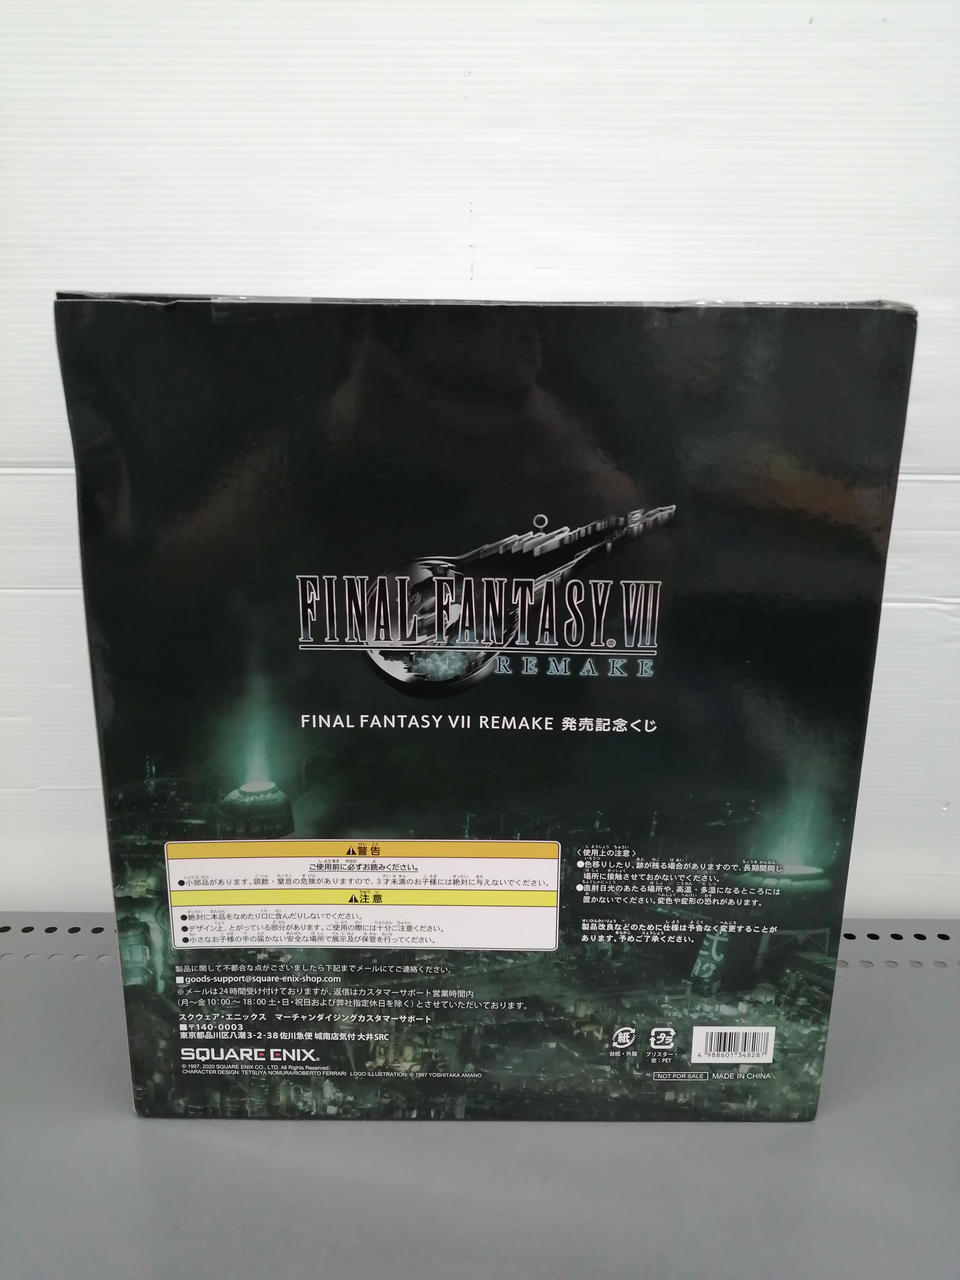 FINAL FANTASY VII
REMAKE
FINAL FANTASY VII REMAKE 発売記念くじ
⚠警告
ご使用前に必ずお読みください。
●小部品があります。誤飲・窒息の危険がありますので、3才未満のお子様には絶対に与えないでください。
⚠注意
●絶対に本品をなめたり口に含んだりしないでください。
●デザイン上、とがっている部分があります。ご使用の際には十分ご注意ください。
●小さなお子様の手の届かない安全な場所で展示及び保管を行ってください。
〈使用上の注意〉
●色移りしたり、跡が残る場合がありますので、長期間同じ
場所に接触させておかないでください。
●直射日光のあたる場所や、高温・多湿になるところには
置かないでください。変色や変形の恐れがあります。
製品改良などのために仕様は予告なく変更することが
あります。予めご了承ください。
製品に関して不都合な点がございましたら下記までメールにてご連絡ください。
■goods-support@square-enix-shop.com
※メールは24時間受け付けておりますが、返信はカスタマーサポート営業時間内
(月〜金10:00〜18:00 土・日・祝日および弊社指定休日を除く)とさせていただいております。
スクウェア・エニックス マーチャンダイジングカスタマーサポート
■〒140-0003
東京都品川区八潮3-2-38 佐川急便 城南店気付 大井SRC
SQUARE ENIX®
© 1997, 2020 SQUARE ENIX CO., LTD. All Rights Reserved.
CHARACTER DESIGN: TETSUYA NOMURA/ROBERTO FERRARI LOGO ILLUSTRATION: © 1997 YOSHITAKA AMANO
紙
台紙・外箱
プラ
ブリスター・
窓:PET
4 988601 348287
NOT FOR SALE MADE IN CHINA